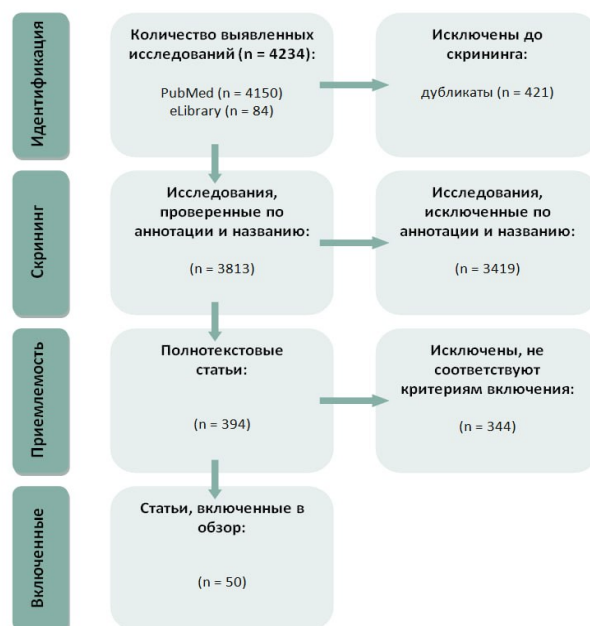 Идентификация
Количество выявленных
исследований (n = 4234):
PubMed (n = 4150)
eLibrary (n = 84)
Исключены до
скрининга:
дубликаты (n = 421)
Скрининг
Исследования,
проверенные по
аннотации и названию:
(n = 3813)
Исследования,
исключенные по
аннотации и названию:
(n = 3419)
Приемлемость
Полнотекстовые
статьи:
(n = 394)
Исключены, не
соответствуют
критериям включения:
(n = 344)
Включенные
Статьи, включенные в
обзор:
(n = 50)